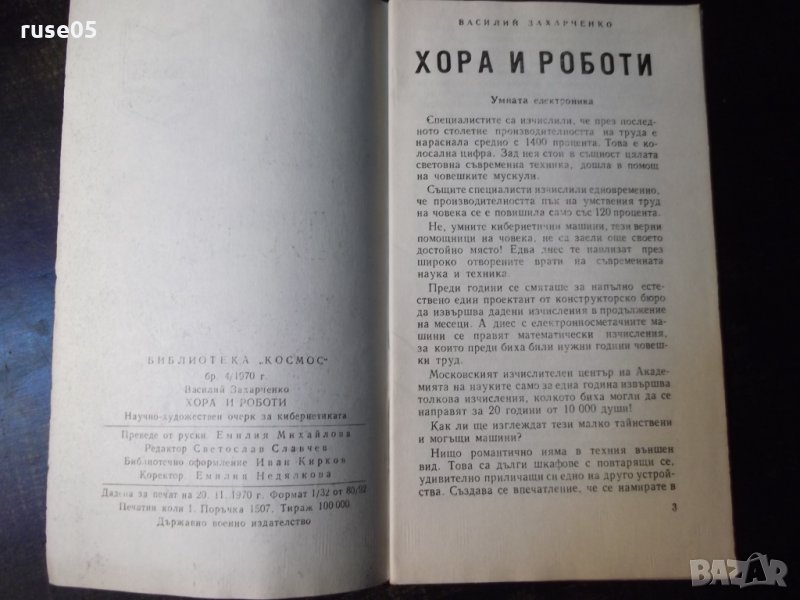 ruse05
БИБЛИОТЕКА „КОСМОС“
бр. 4/1970 г.
Василий Захарченко
ХОРА И РОБОТИ
Научно-художествен очерк за кибернетиката
Преведе от руски Емилия Михайлова
Редактор Светослав Славчев
Библиотечно оформление Иван Кирков
Коректор Емилия Недялкова
Дадена за печат на 20. II. 1970 г. Формат 1/32 от 80/92
Печатни коли 1. Поръчка 1507. Тираж 100 000
Държавно военно издателство
ВАСИЛИЙ ЗАХАРЧЕНКО
ХОРА И РОБОТИ
Умната електроника
Специалистите са изчислили, че през послед-
ното столетие производителността на труда е
нараснала средно с 1400 процента. Това е ко-
лосална цифра. Зад нея стои в същност цялата
световна съвременна техника, дошла в помощ
на човешките мускули.
Същите специалисти изчислили едновременно,
че производителността пък на умствения труд
на човека се е повишила само със 120 процента.
Не, умните кибернетични машини, тези верни
помощници на човека, не са заели още своето
достойно място! Едва днес те навлизат през
широко отворените врати на съвременната
наука и техника.
Преди години се смяташе за напълно есте-
ствено един проектант от конструкторско бюро
да извършва дадени изчисления в продължение
на месеци. А днес с електронносметачните ма-
шини се правят математически изчисления,
за които преди биха били нужни години човеш-
ки труд.
Московският изчислителен център на Акаде-
мията на науките само за една година извършва
толкова изчисления, колкото биха могли да се
направят за 20 години от 10 000 души!
Как ли ще изглеждат тези малко тайнствени
и могъщи машини?
Нищо романтично няма в техния външен
вид. Това са дълги шкафове с повтарящи се,
удивително приличащи си едно на друго устрой-
ства. Създава се впечатление, че се намирате в
3
BAZAR